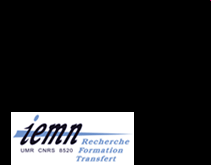 iemn
Recherche
UMR CNRS 8520 Formation
Transfert